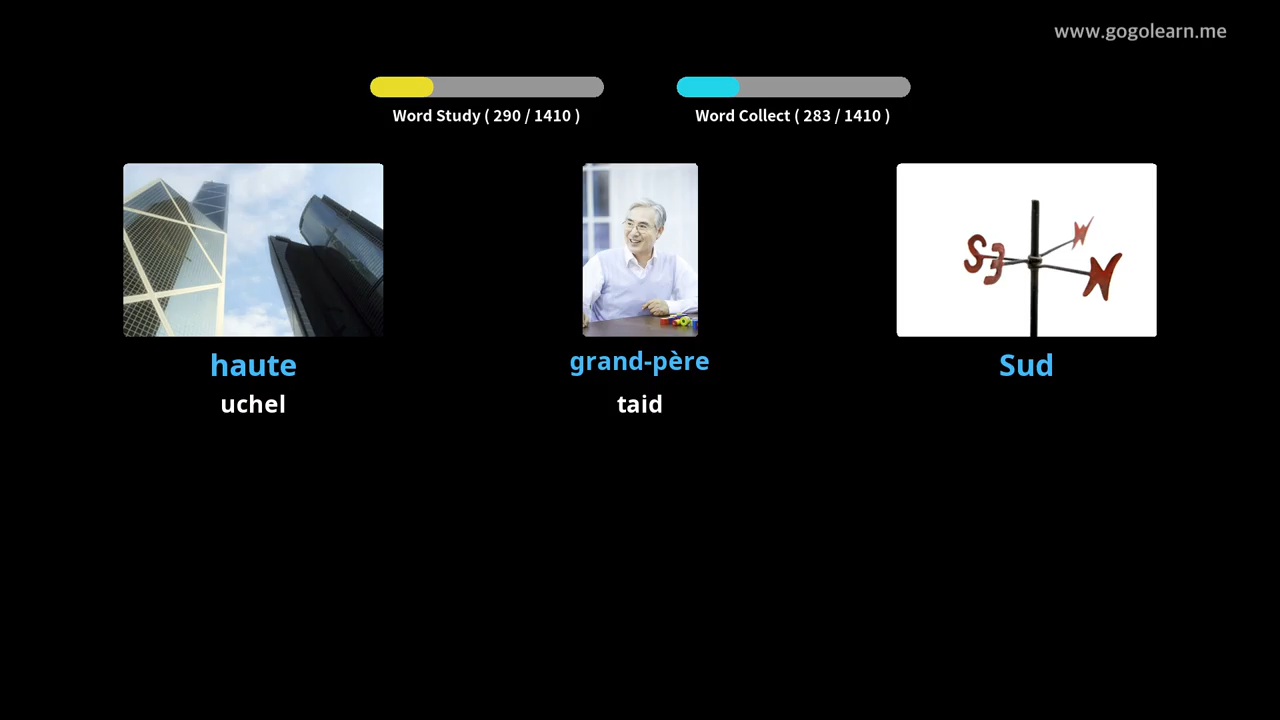 www.gogolearn.me
Word Study ( 290 / 1410 )
Word Collect ( 283 / 1410 )
S E N W
haute
grand-père
Sud
uchel
taid